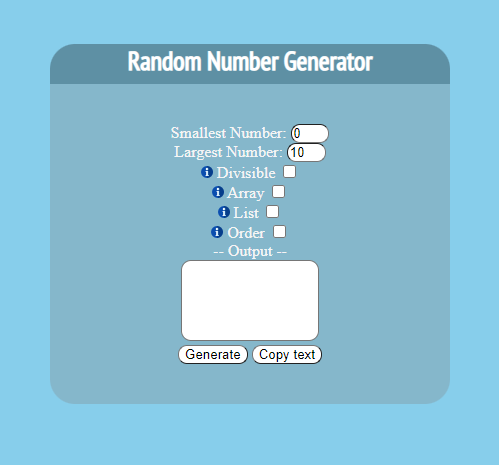 Random Number Generator
Smallest Number: 0
Largest Number: 10
i Divisible
i Array
i List
i Order
-- Output --
Generate Copy text